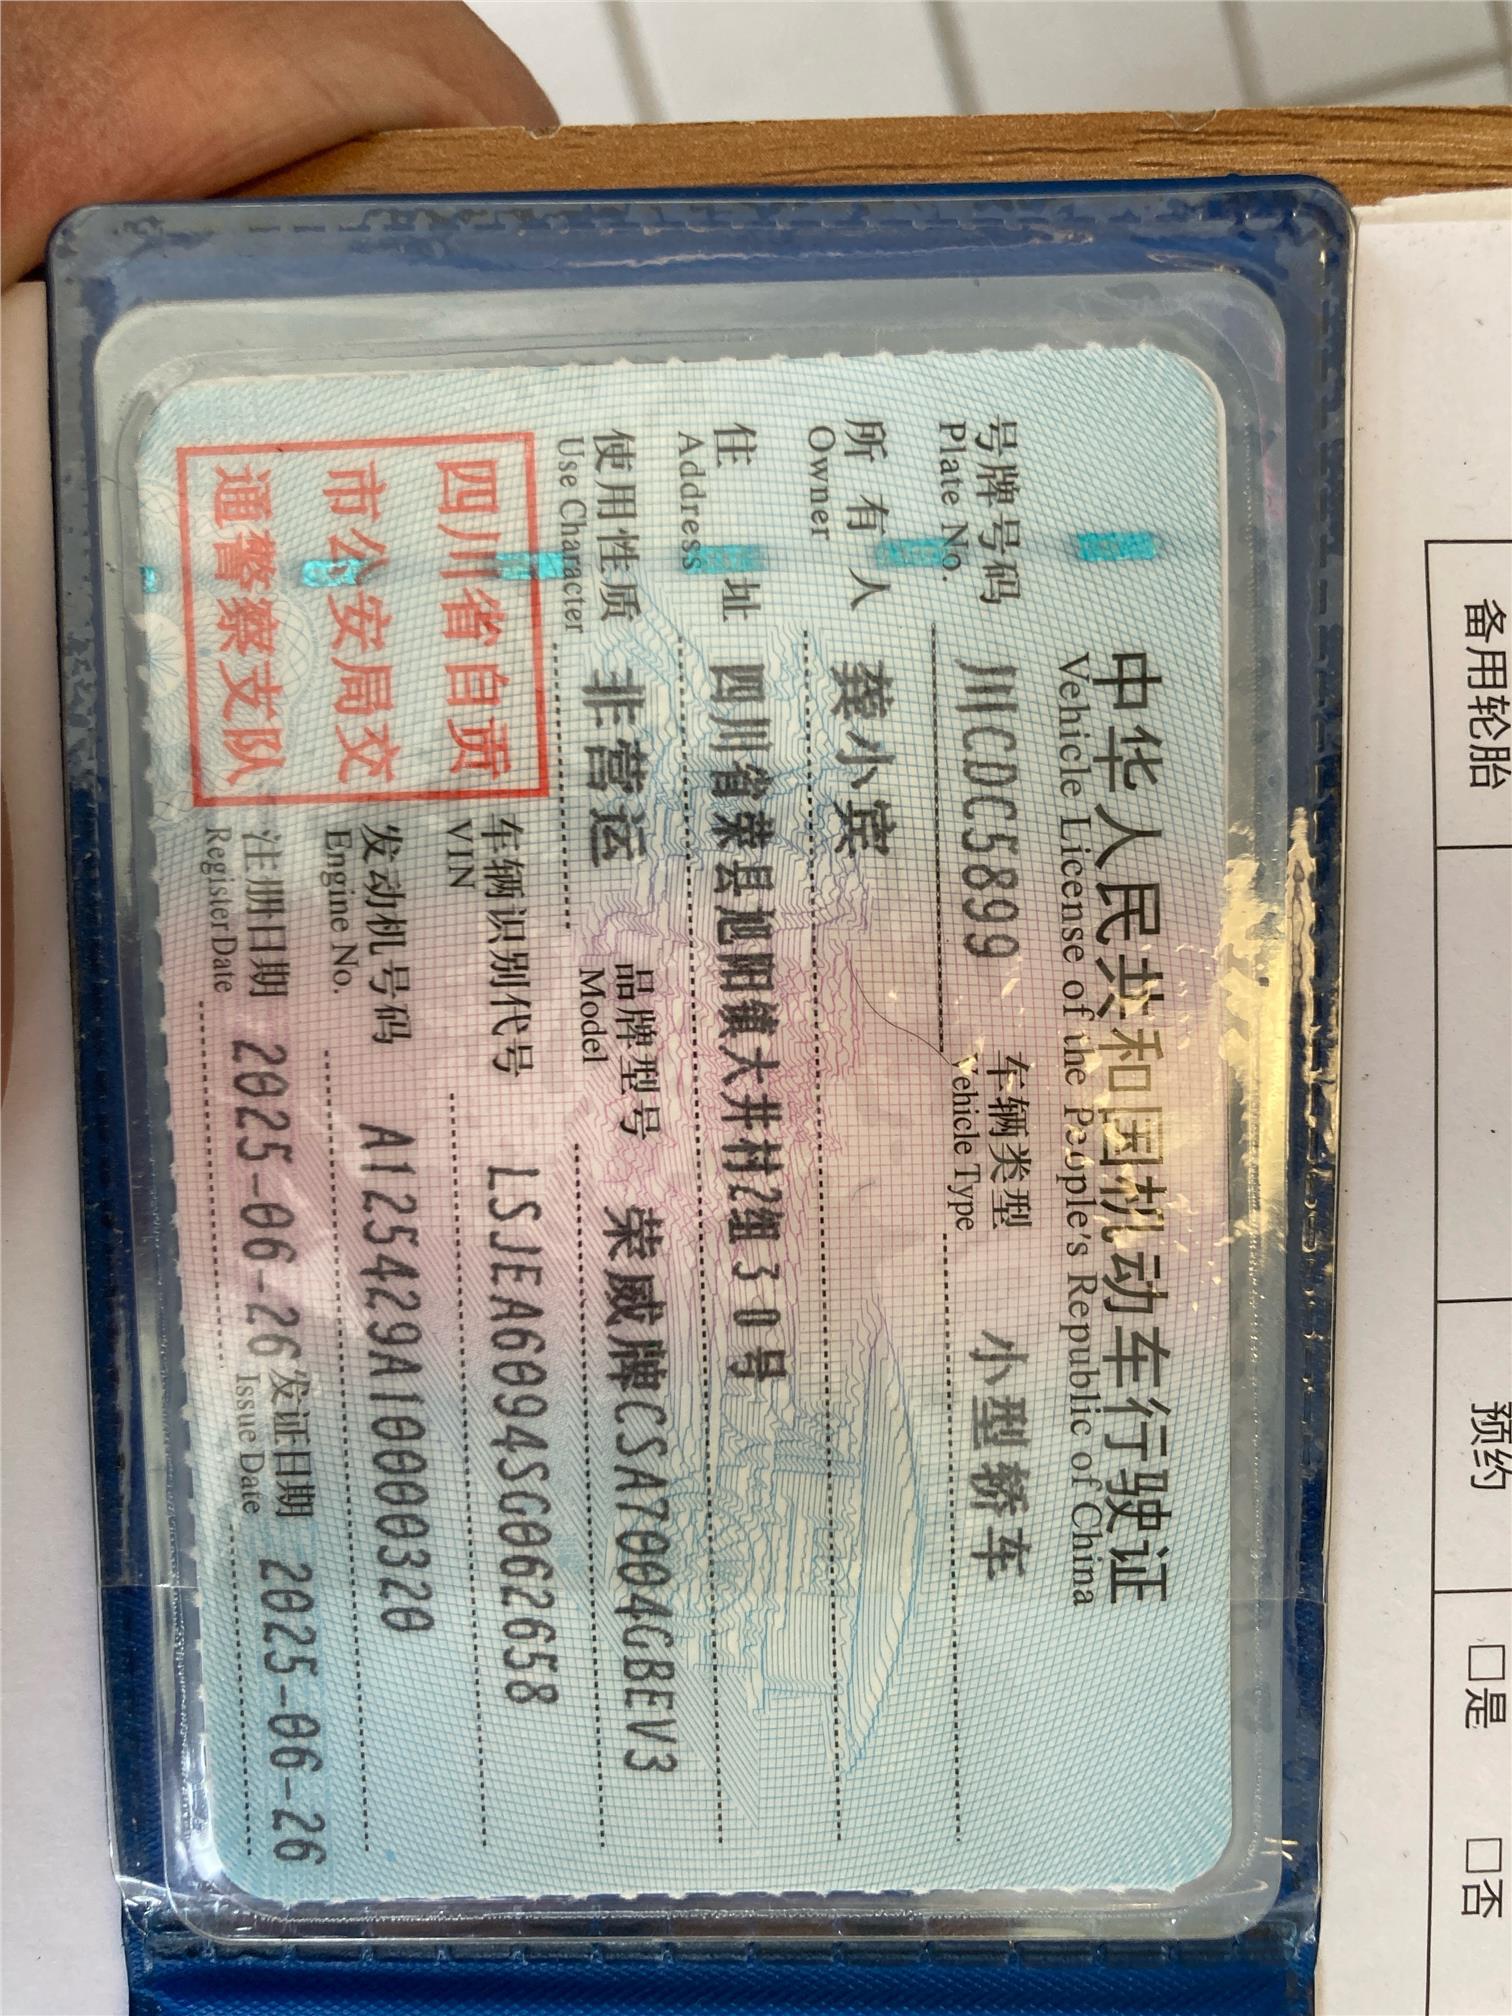 中华人民共和国机动车行驶证
Vehicle License of the People's Republic of China
号牌号码 川CDC5899 车辆类型 小型轿车
Plate No. Vehicle Type
所有人 龚小宾
Owner
住址 四川省荣县旭阳镇大井村2组30号
Address
使用性质 非营运 品牌型号 荣威牌CSA7004GBEV3
Use Character Model
四川省自贡
市公安局交
通警察支队
车辆识别代号 LSJEA6094SG062658
VIN
发动机号码 A125429A10000320
Engine No.
注册日期 2025-06-26 发证日期 2025-06-26
Register Date Issue Date
备用轮胎 预约 □是 □否